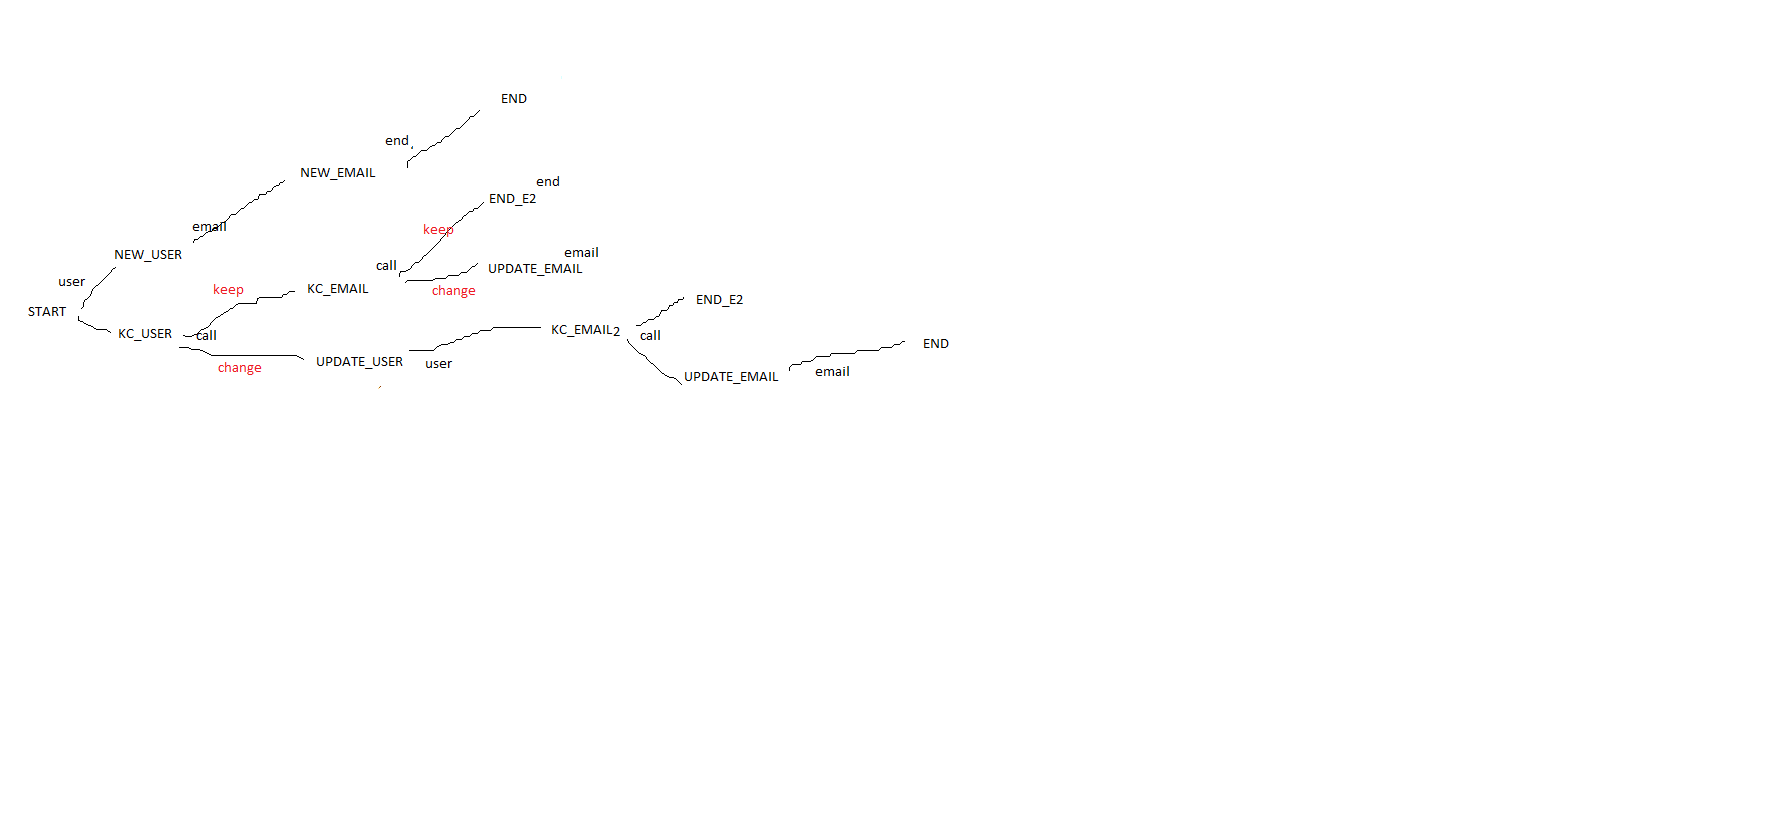 END
end
NEW_EMAIL
end
END_E2
email
keep
NEW_USER
email
call
UPDATE_EMAIL
user
keep
KC_EMAIL
change
END_E2
START
KC_USER
call
KC_EMAIL2
call
END
UPDATE_USER
user
change
UPDATE_EMAIL
email